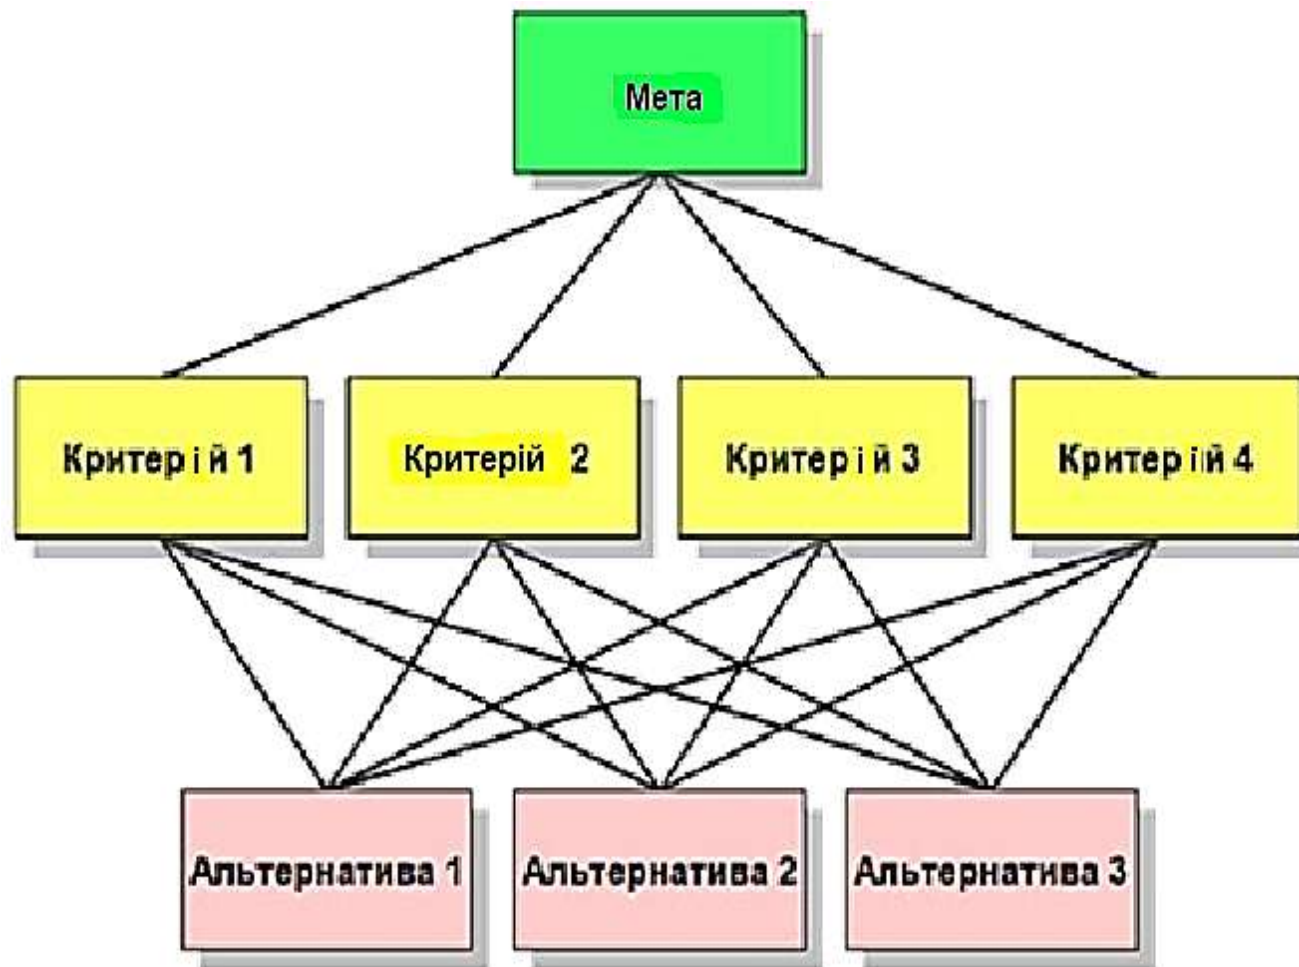 Мета
Критерій 1
Критерій 2
Критерій 3
Критерій 4
Альтернатива 1
Альтернатива 2
Альтернатива 3